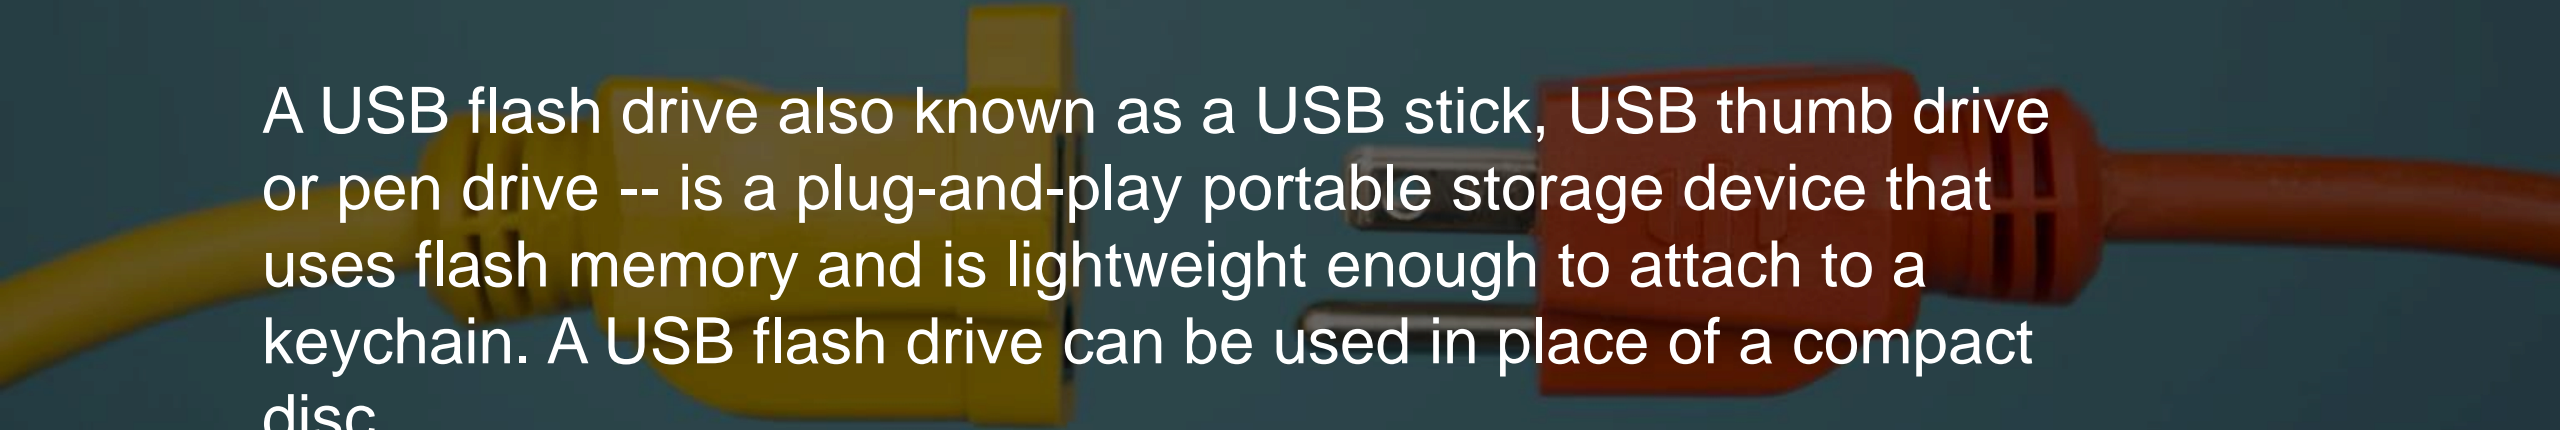 A USB flash drive also known as a USB stick, USB thumb drive
or pen drive -- is a plug-and-play portable storage device that
uses flash memory and is lightweight enough to attach to a
keychain. A USB flash drive can be used in place of a compact
disc